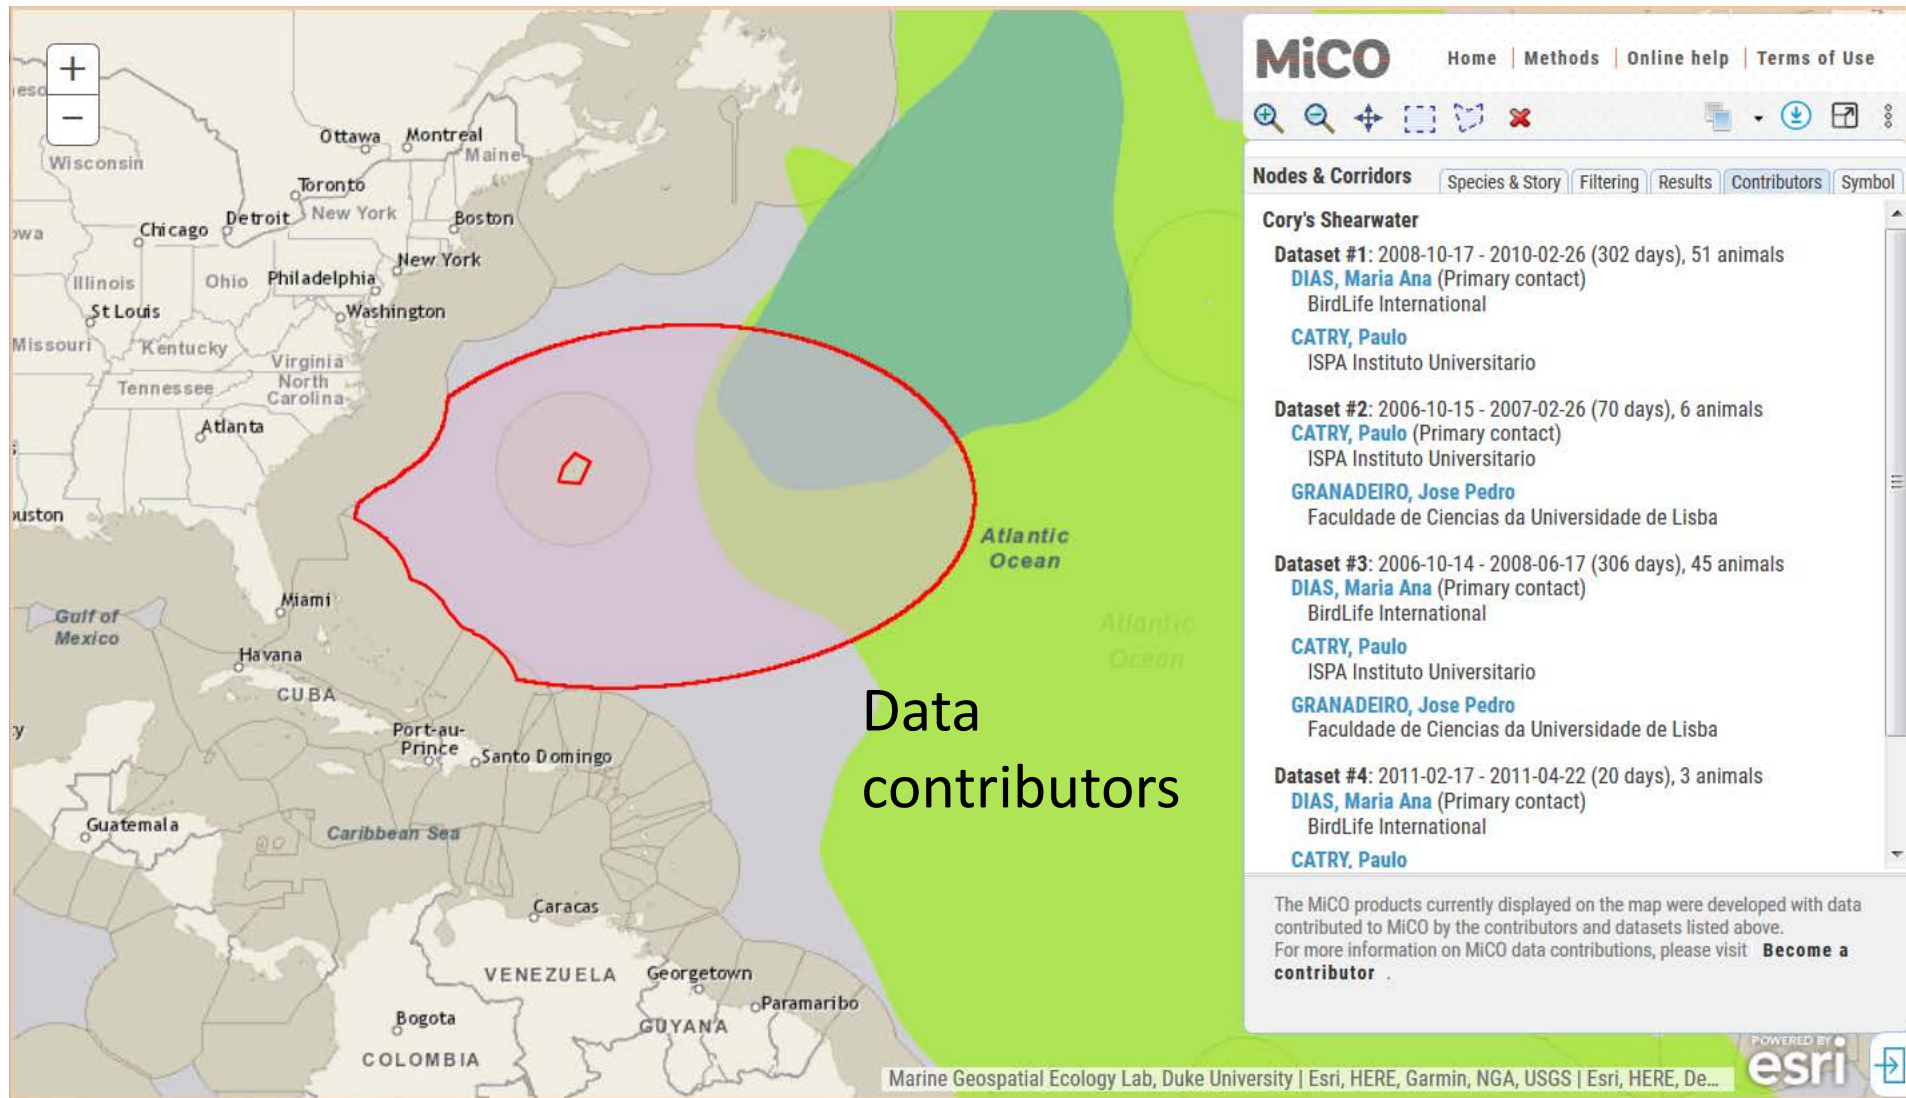 +
−
Ottawa
Montreal
Maine
Wisconsin
Toronto
Detroit
New York
Boston
Chicago
owa
New York
Illinois
Ohio
Philadelphia
St Louis
Washington
Missouri
Kentucky
Virginia
Tennessee
North
Carolina
Atlanta
uston
Atlantic
Ocean
Miami
Gulf of
Mexico
Atlantic
Ocean
Havana
CUBA
Port-au-
Prince
Santo Domingo
Data
contributors
Guatemala
Caribbean Sea
Caracas
VENEZUELA
Georgetown
Paramaribo
Bogota
GUYANA
COLOMBIA
Marine Geospatial Ecology Lab, Duke University | Esri, HERE, Garmin, NGA, USGS | Esri, HERE, De...
POWERED BY
esri
MiCO
Home | Methods | Online help | Terms of Use
Nodes & Corridors Species & Story Filtering Results Contributors Symbol
Cory's Shearwater
Dataset #1: 2008-10-17 - 2010-02-26 (302 days), 51 animals
DIAS, Maria Ana (Primary contact)
BirdLife International
CATRY, Paulo
ISPA Instituto Universitario
Dataset #2: 2006-10-15 - 2007-02-26 (70 days), 6 animals
CATRY, Paulo (Primary contact)
ISPA Instituto Universitario
GRANADEIRO, Jose Pedro
Faculdade de Ciencias da Universidade de Lisba
Dataset #3: 2006-10-14 - 2008-06-17 (306 days), 45 animals
DIAS, Maria Ana (Primary contact)
BirdLife International
CATRY, Paulo
ISPA Instituto Universitario
GRANADEIRO, Jose Pedro
Faculdade de Ciencias da Universidade de Lisba
Dataset #4: 2011-02-17 - 2011-04-22 (20 days), 3 animals
DIAS, Maria Ana (Primary contact)
BirdLife International
CATRY, Paulo
The MiCO products currently displayed on the map were developed with data
contributed to MiCO by the contributors and datasets listed above.
For more information on MiCO data contributions, please visit Become a
contributor .